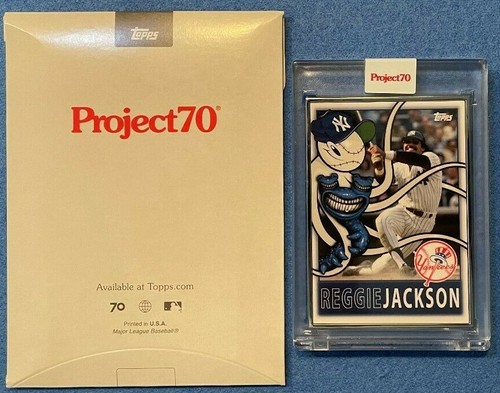 Topps
Project70®
Available at Topps.com
70
Printed in U.S.A.
Major League Baseball®
Project70
Topps
NY
Yankees
REGGIE JACKSON